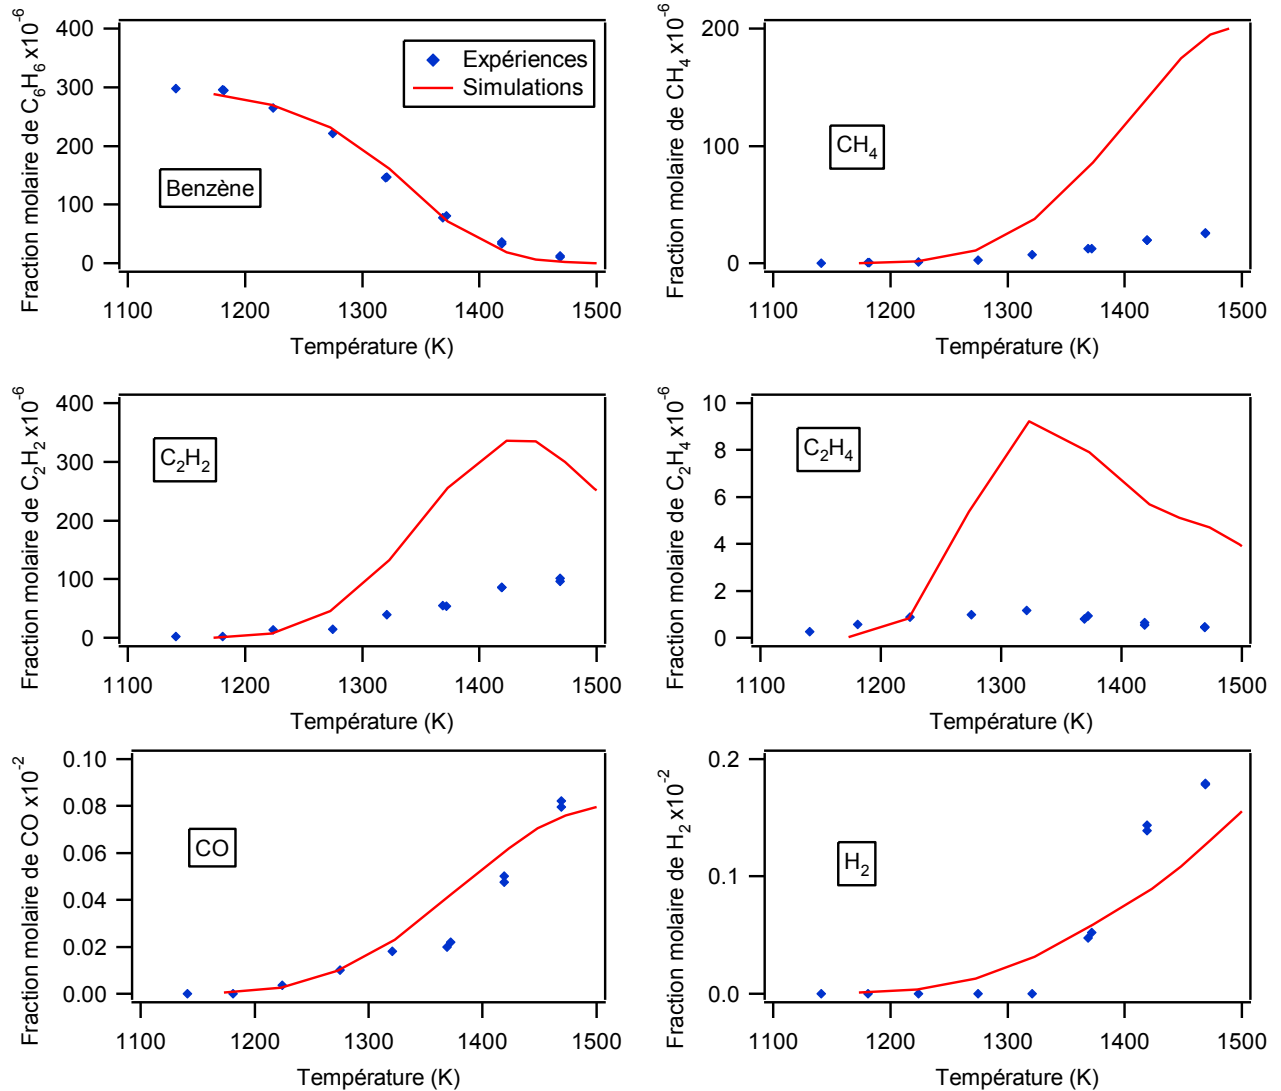 Fraction molaire de C6H6 x10-6
400
300
200
100
0
1100 1200 1300 1400 1500
Température (K)
Expériences
Simulations
Benzène
Fraction molaire de CH4 x10-6
200
100
0
1100 1200 1300 1400 1500
Température (K)
CH4
Fraction molaire de C2H2 x10-6
400
300
200
100
0
1100 1200 1300 1400 1500
Température (K)
C2H2
Fraction molaire de C2H4 x10-6
10
8
6
4
2
0
1100 1200 1300 1400 1500
Température (K)
C2H4
Fraction molaire de CO x10-2
0.10
0.08
0.06
0.04
0.02
0.00
1100 1200 1300 1400 1500
Température (K)
CO
Fraction molaire de H2 x10-2
0.2
0.1
0.0
1100 1200 1300 1400 1500
Température (K)
H2